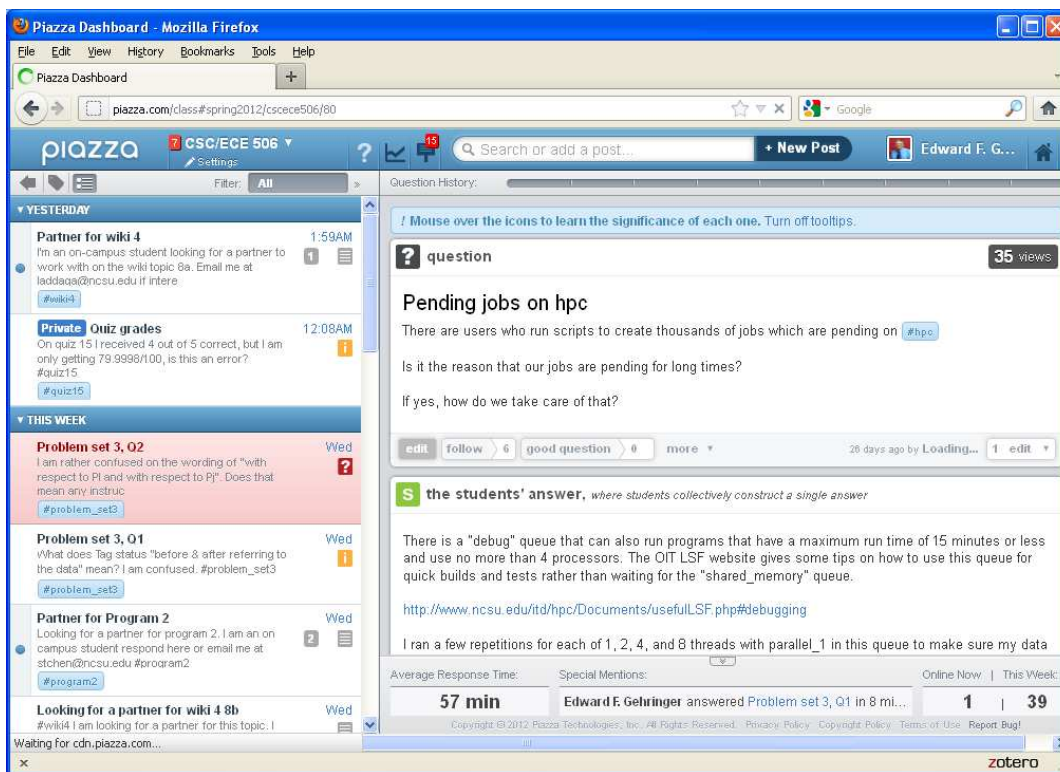 Piazza Dashboard - Mozilla Firefox
File Edit View History Bookmarks Tools Help
Piazza Dashboard +
piazza.com/class#spring2012/cscece506/80 Google
piazza 7 CSC/ECE 506 ▼ ? 15 Search or add a post... + New Post Edward F. G...
Settings
Filter: All » Question History:
▼ YESTERDAY
Partner for wiki 4 1:59AM
I'm an on-campus student looking for a partner to 1
work with on the wiki topic 6a. Email me at
laddaga@ncsu.edu if intere
#wiki4
Private Quiz grades 12:08AM
On quiz 15 I received 4 out of 5 correct, but I am i
only getting 79.9998/100, is this an error?
#quiz15
#quiz15
▼ THIS WEEK
Problem set 3, Q2 Wed
I am rather confused on the wording of "with ?
respect to Pi and with respect to Pj". Does that
mean any instruc
#problem_set3
Problem set 3, Q1 Wed
What does Tag status "before & after referring to i
the data" mean? I am confused. #problem_set3
#problem_set3
Partner for Program 2 Wed
Looking for a partner for program 2. I am an on 2
campus student respond here or email me at
stchen@ncsu.edu #program2
#program2
Looking for a partner for wiki 4 8b Wed
#wiki4 I am looking for a partner for this topic. I
! Mouse over the icons to learn the significance of each one. Turn off tooltips.
? question 35 views
Pending jobs on hpc
There are users who run scripts to create thousands of jobs which are pending on #hpc
Is it the reason that our jobs are pending for long times?
If yes, how do we take care of that?
edit follow 6 good question 0 more ▼ 26 days ago by Loading... 1 edit ▼
S the students' answer, where students collectively construct a single answer
There is a "debug" queue that can also run programs that have a maximum run time of 15 minutes or less
and use no more than 4 processors. The OIT LSF website gives some tips on how to use this queue for
quick builds and tests rather than waiting for the "shared_memory" queue.
http://www.ncsu.edu/itd/hpc/Documents/usefulLSF.php#debugging
I ran a few repetitions for each of 1, 2, 4, and 8 threads with parallel_1 in this queue to make sure my data
Average Response Time: Special Mentions: Online Now | This Week:
57 min Edward F. Gehringer answered Problem set 3, Q1 in 8 mi... 1 | 39
Copyright © 2012 Piazza Technologies, Inc. All Rights Reserved. Privacy Policy Copyright Policy Terms of Use Report Bug!
Waiting for cdn.piazza.com...
x zotero